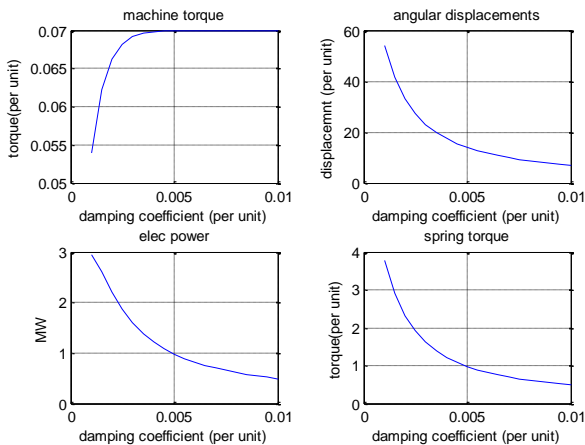 machine torque
torque(per unit)
0.07
0.065
0.06
0.055
0.05
0
0.005
0.01
damping coefficient (per unit)
angular displacements
displacemnt (per unit)
60
40
20
0
0
0.005
0.01
damping coefficient (per unit)
elec power
MW
3
2
1
0
0
0.005
0.01
damping coefficient (per unit)
spring torque
torque(per unit)
4
3
2
1
0
0
0.005
0.01
damping coefficient (per unit)